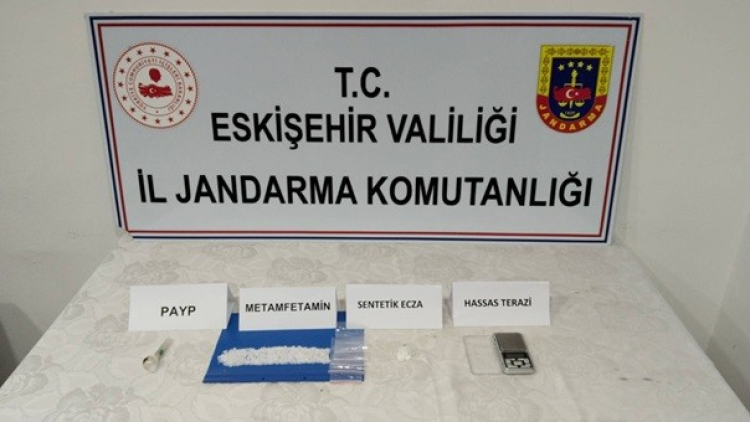 T.C.
ESKİŞEHİR VALİLİĞİ
İL JANDARMA KOMUTANLIĞI
JANDARMA
PAYP
METAMFETAMİN
SENTETİK ECZA
HASSAS TERAZİ